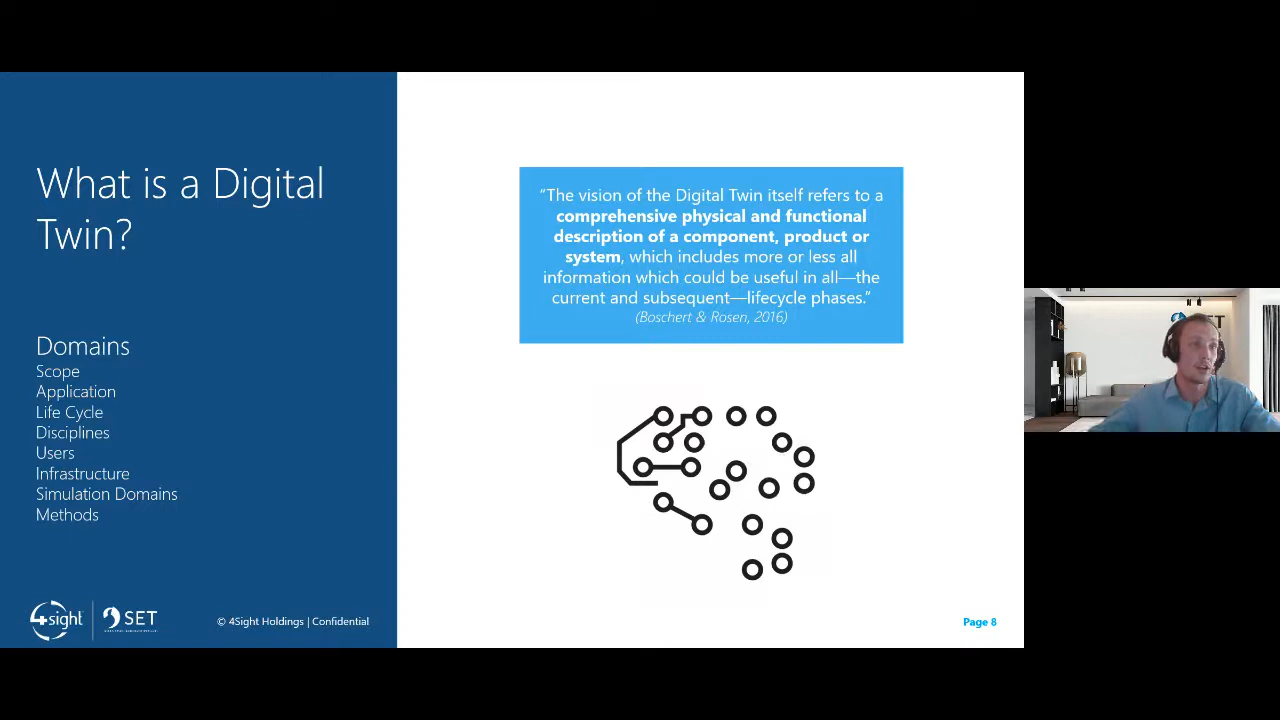 What is a Digital
Twin?
Domains
Scope
Application
Life Cycle
Disciplines
Users
Infrastructure
Simulation Domains
Methods
4sight
SET
© 4Sight Holdings | Confidential
“The vision of the Digital Twin itself refers to a
comprehensive physical and functional
description of a component, product or
system, which includes more or less all
information which could be useful in all—the
current and subsequent—lifecycle phases.”
(Boschert & Rosen, 2016)
Page 8